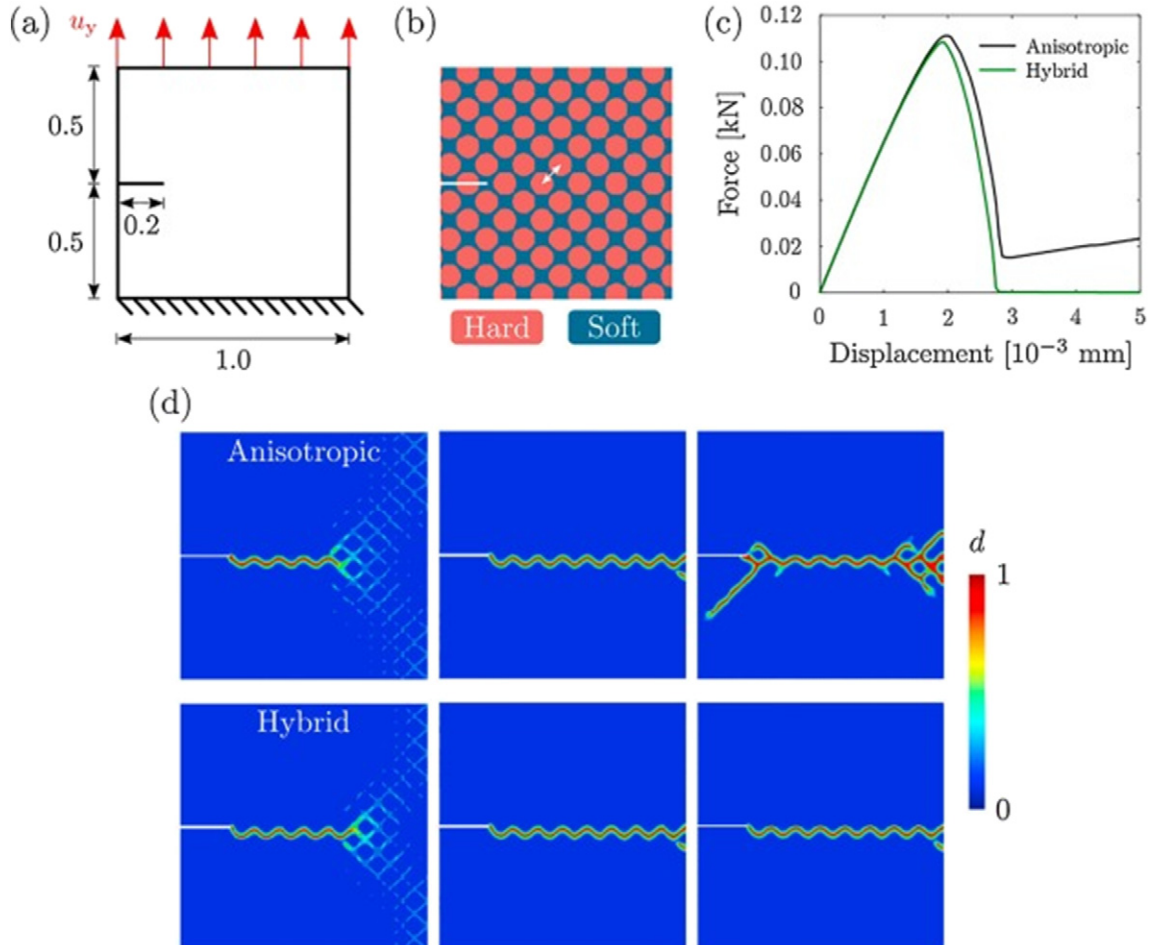 (a)
u_y
0.5
0.5
0.2
1.0
(b)
Hard Soft
(c)
0.12
0.10
0.08
0.06
0.04
0.02
0
Force [kN]
Anisotropic
Hybrid
0 1 2 3 4 5
Displacement [10⁻³ mm]
(d)
Anisotropic
Hybrid
d
1
0